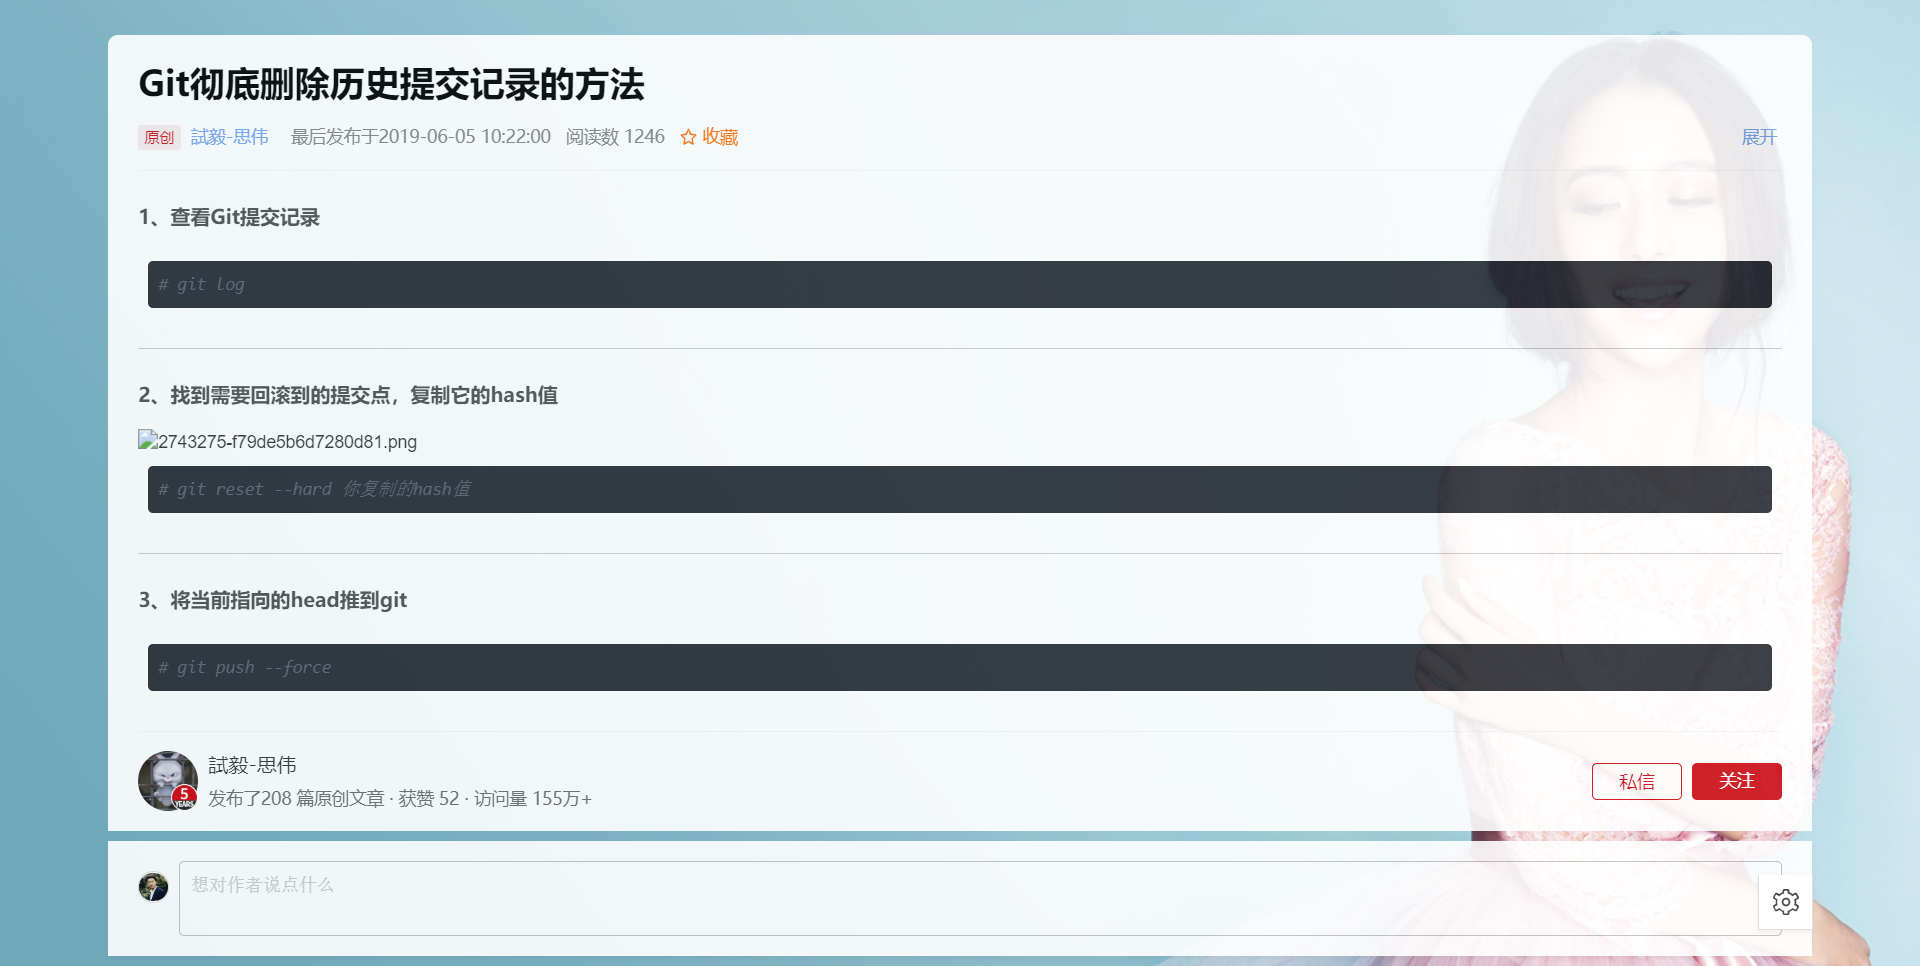 Git彻底删除历史提交记录的方法
原创 試毅-思伟 最后发布于2019-06-05 10:22:00 阅读数 1246 收藏 展开
1、查看Git提交记录
# git log
2、找到需要回滚到的提交点，复制它的hash值
2743275-f79de5b6d7280d81.png
# git reset --hard 你复制的hash值
3、将当前指向的head推到git
# git push --force
試毅-思伟
5
YEARS
发布了208 篇原创文章 · 获赞 52 · 访问量 155万+
私信 关注
想对作者说点什么